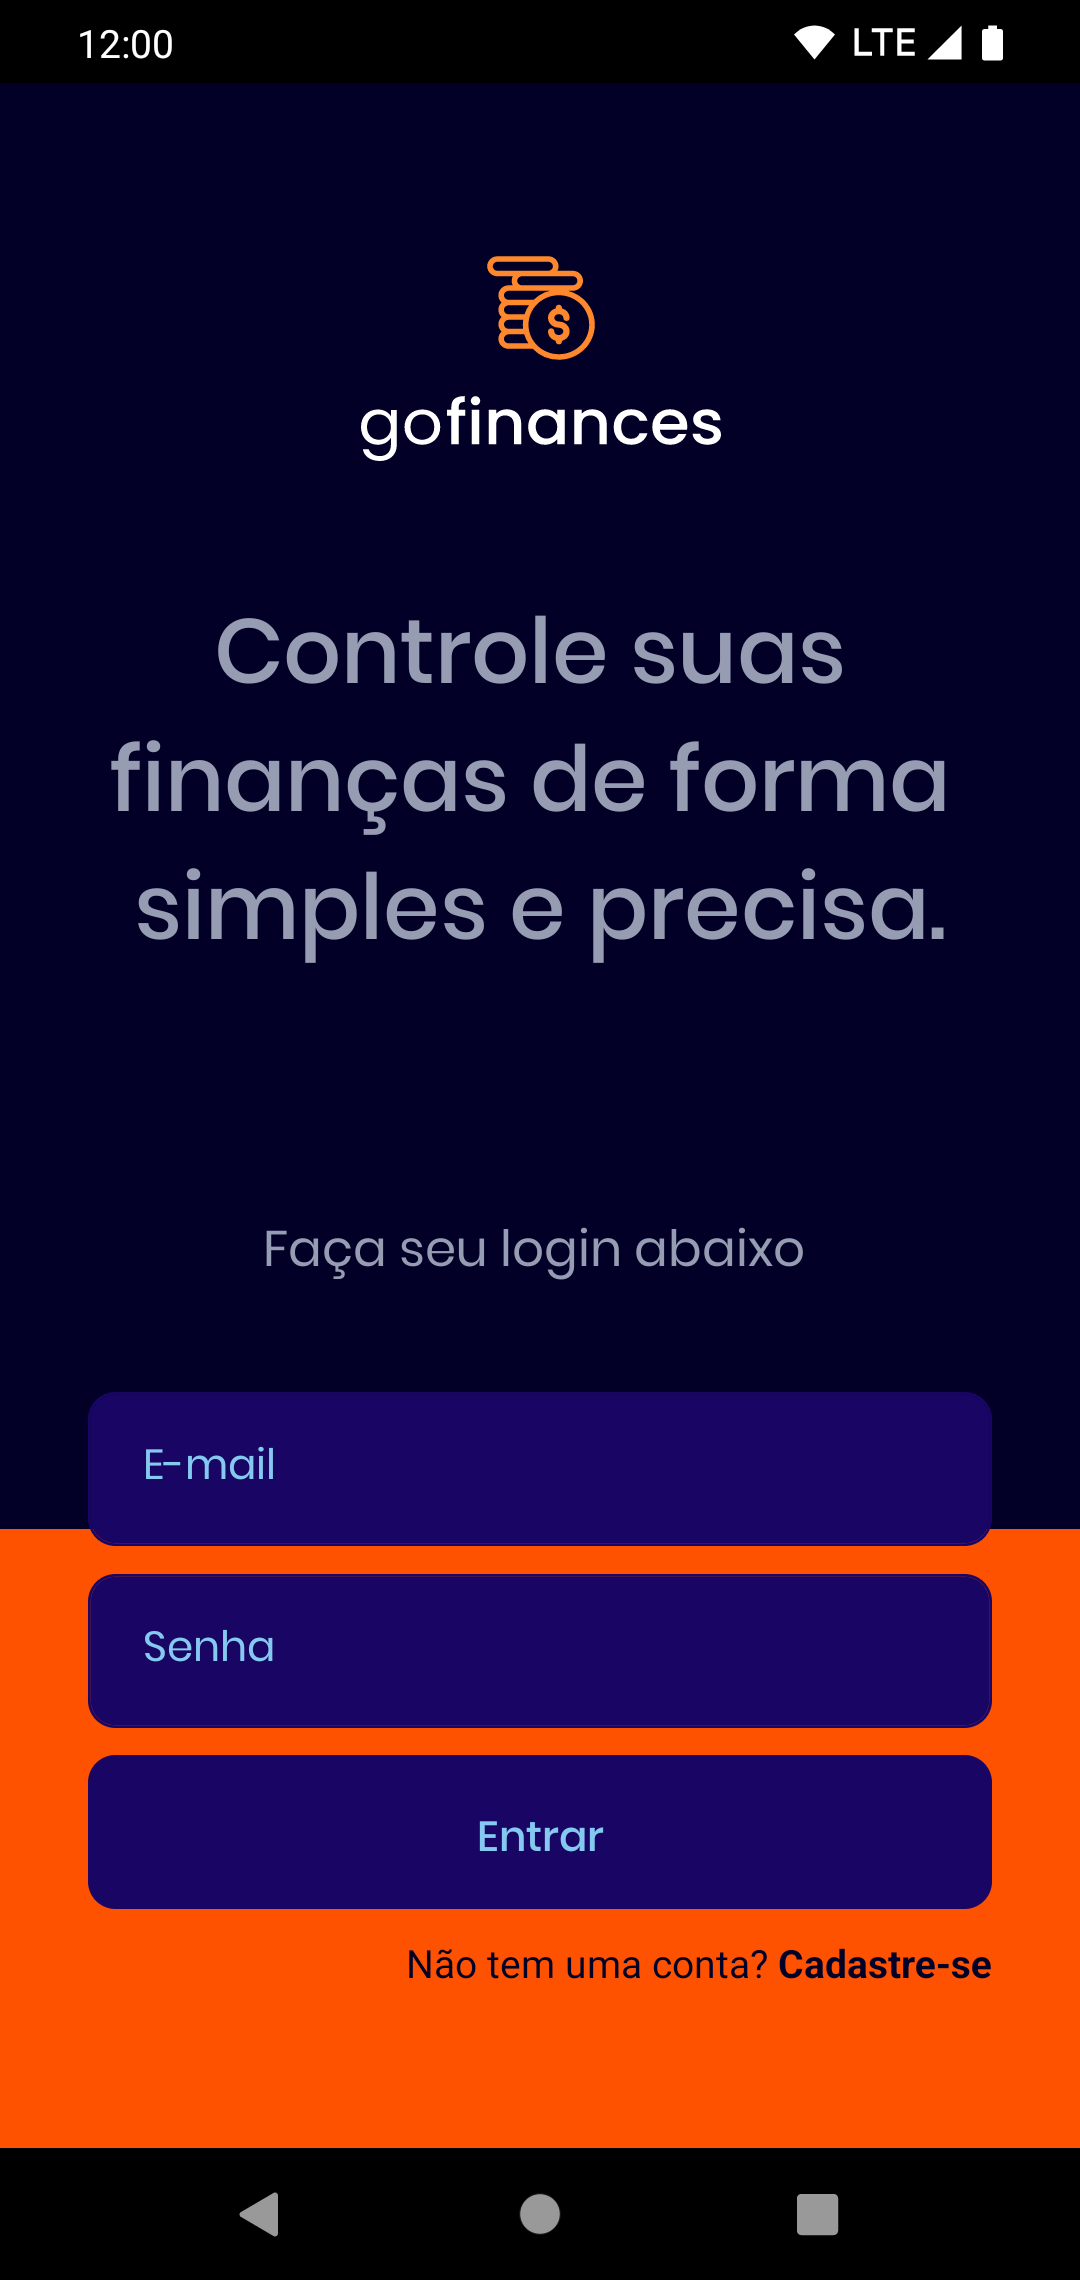 12:00 LTE
gofinances
Controle suas
finanças de forma
simples e precisa.
Faça seu login abaixo
E-mail
Senha
Entrar
Não tem uma conta? Cadastre-se